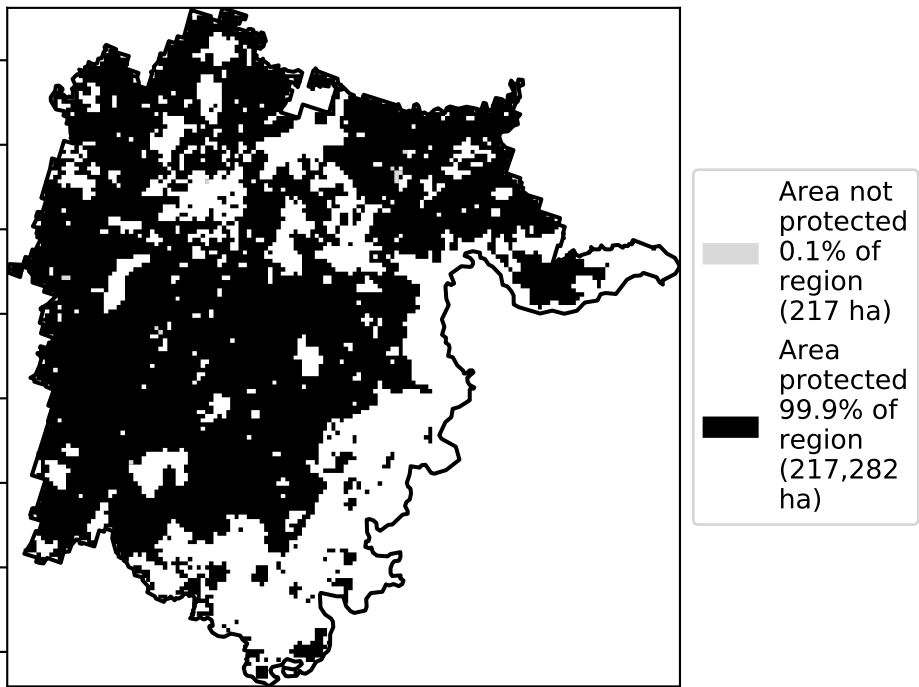 Area not
protected
0.1% of
region
(217 ha)
Area
protected
99.9% of
region
(217,282
ha)